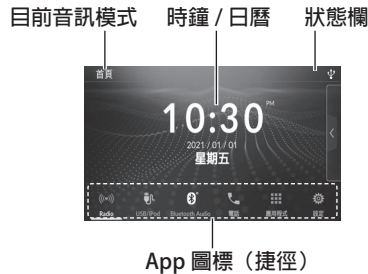 目前音訊模式 時鐘 / 日曆 狀態欄
首頁
10:30 PM
2021 / 01 / 01
星期五
Radio USB/iPod Bluetooth Audio 電話 應用程式 設定
App 圖標（捷徑）